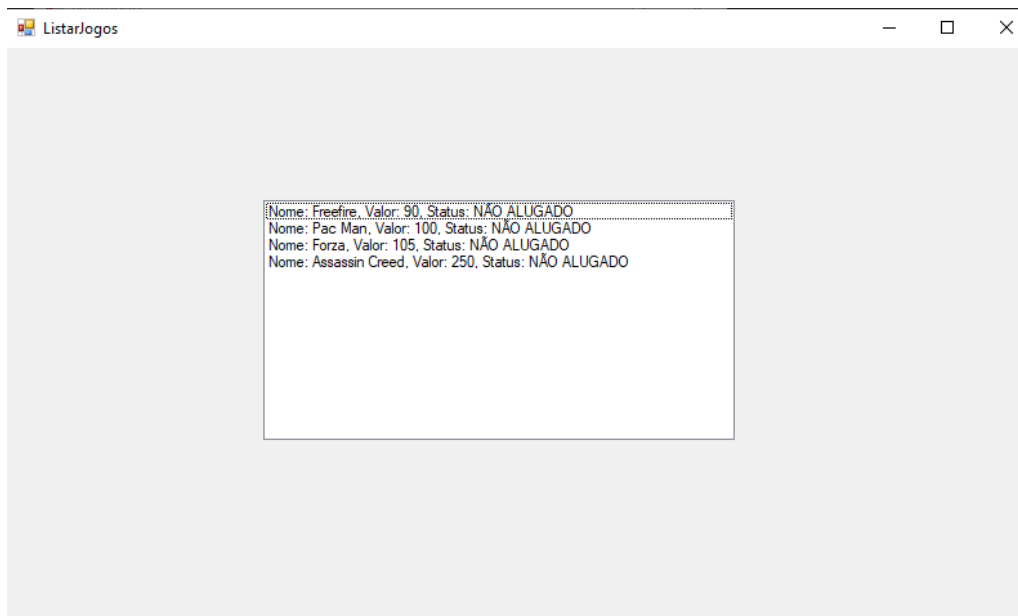 ListarJogos
Nome: Freefire, Valor: 90, Status: NÃO ALUGADO
Nome: Pac Man, Valor: 100, Status: NÃO ALUGADO
Nome: Forza, Valor: 105, Status: NÃO ALUGADO
Nome: Assassin Creed, Valor: 250, Status: NÃO ALUGADO